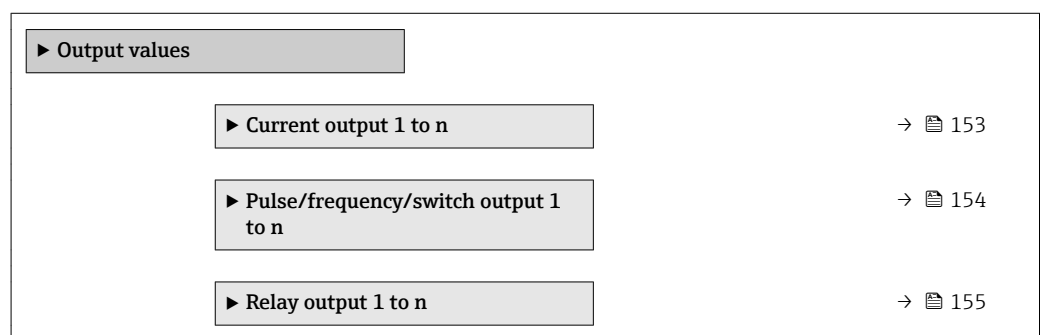 ► Output values
► Current output 1 to n → 153
► Pulse/frequency/switch output 1 → 154
to n
► Relay output 1 to n → 155